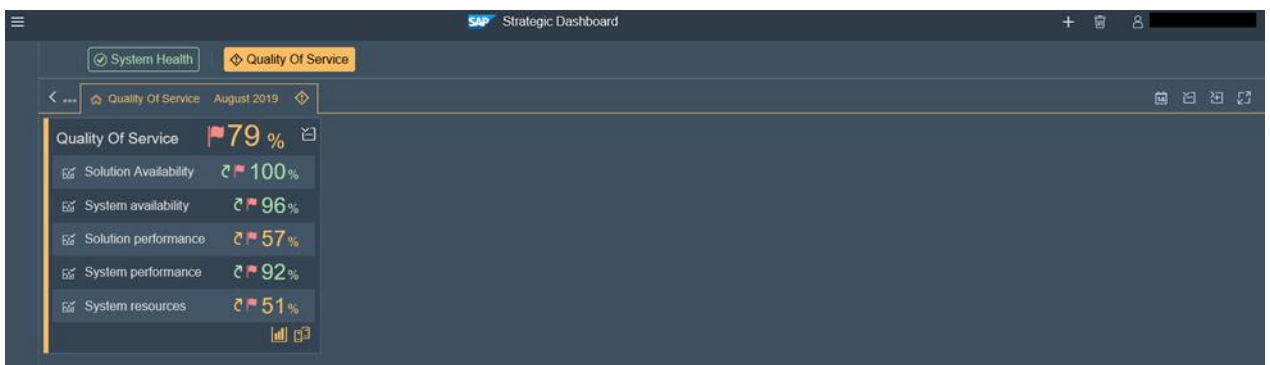 SAP Strategic Dashboard
System Health Quality Of Service
... Quality Of Service August 2019
Quality Of Service 79 %
Solution Availability 100 %
System availability 96 %
Solution performance 57 %
System performance 92 %
System resources 51 %